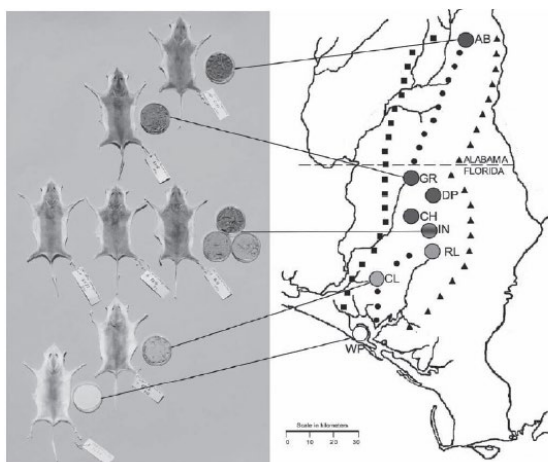 AB
ALABAMA
FLORIDA
GR
DP
CH
IN
RL
CL
WP
Scale in kilometers
0 10 20 30